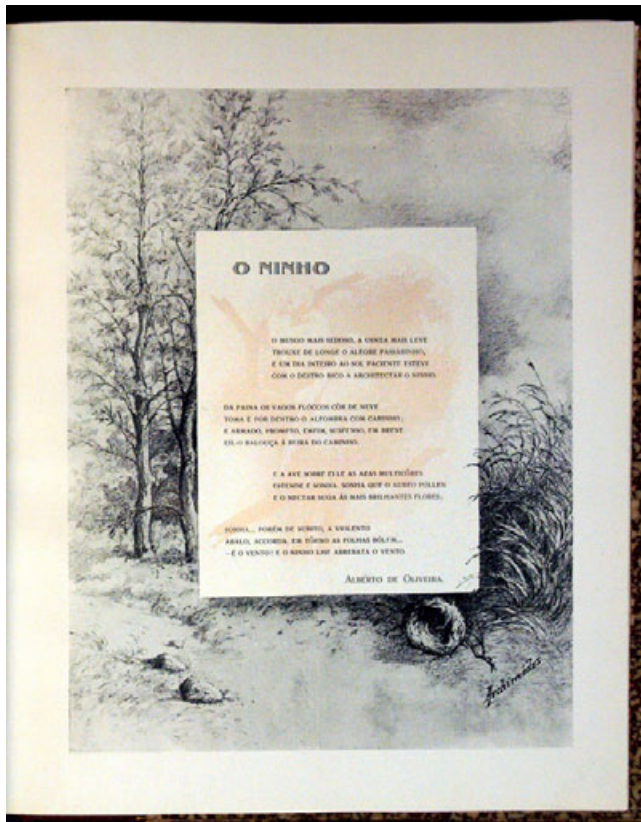 O NINHO
O MUSGO MAIS SEDOSO, A USNEA MAIS LEVE
TROUXE DE LONGE O ALEGRE PASSARINHO,
E UM DIA INTEIRO AO SOL PACIENTE ESTEVE
COM O DESTRO BICO A ARCHITECTAR O NINHO.
DA PAINA OS VAGOS FLOCCOS CÔR DE NEVE
TOMA E POR DENTRO O ALFOMBRA COM CARINHO;
E ARMADO, PROMPTO, EMFIM, SUSPENSO, EM BREVE
EIL-O BALOUÇA Á BEIRA DO CAMINHO.
E A AVE SOBRE ELLE AS AZAS MULTICÔRES
ESTENDE E SONHA. SONHA QUE O AUREO PÓLLEN
E O NECTAR SUGA ÁS MAIS BRILHANTES FLORES;
SONHA... PORÉM DE SUBITO, A VIOLENTO
ABALO, ACCORDA. EM TÔRNO AS FOLHAS BÓLEM...
—É O VENTO! E O NINHO LHE ARREBATA O VENTO.
ALBERTO DE OLIVEIRA.